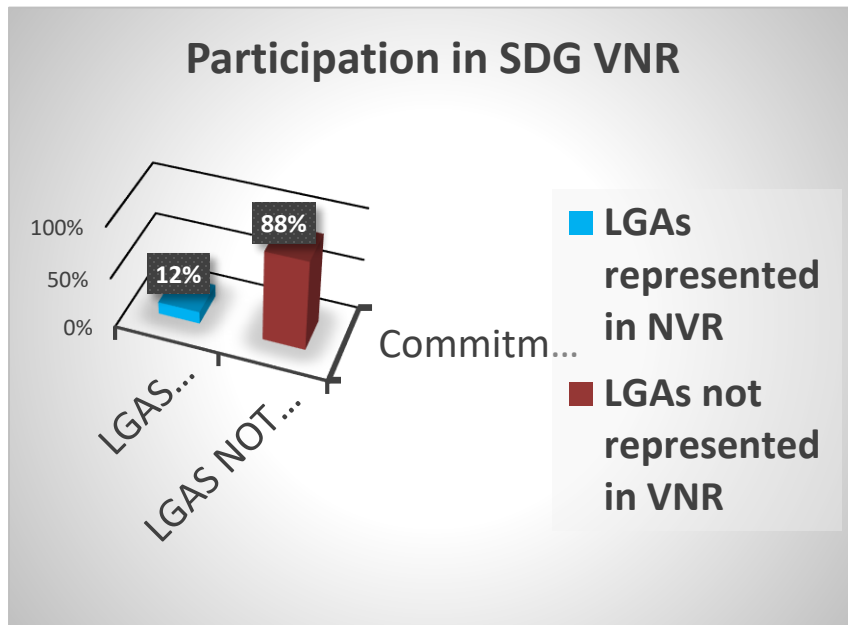 Participation in SDG VNR
100%
50%
0%
12%
88%
LGAS...
LGAS NOT...
Commitm...
LGAs
represented
in NVR
LGAs not
represented
in VNR